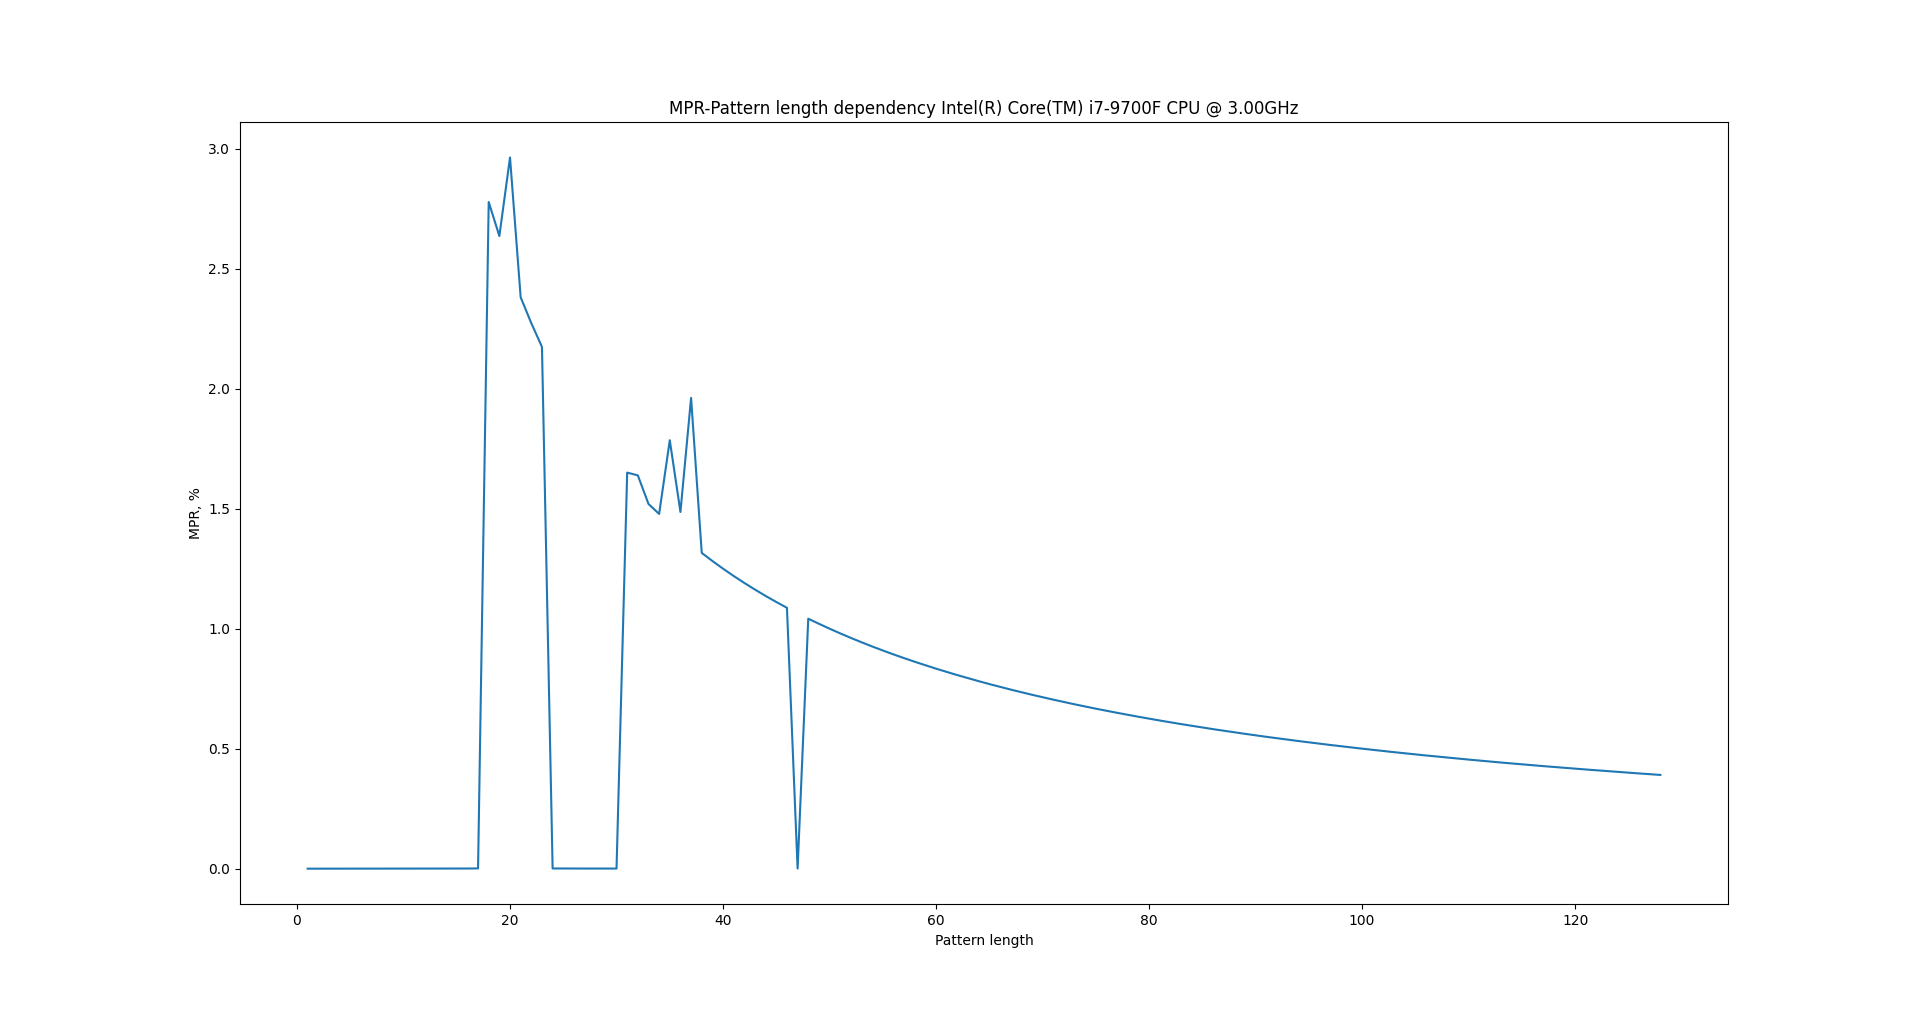 MPR-Pattern length dependency Intel(R) Core(TM) i7-9700F CPU @ 3.00GHz
3.0
2.5
2.0
1.5
1.0
0.5
0.0
MPR, %
0 20 40 60 80 100 120
Pattern length